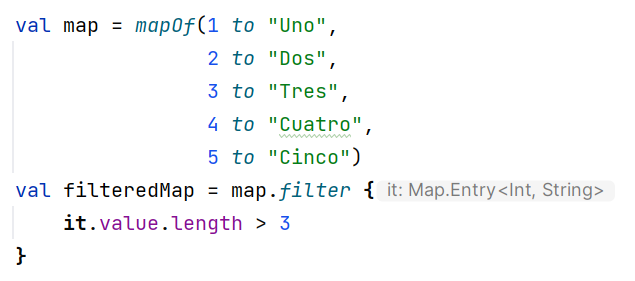 val map = mapOf(1 to "Uno",
2 to "Dos",
3 to "Tres",
4 to "Cuatro",
5 to "Cinco")
val filteredMap = map.filter { it: Map.Entry<Int, String>
it.value.length > 3
}